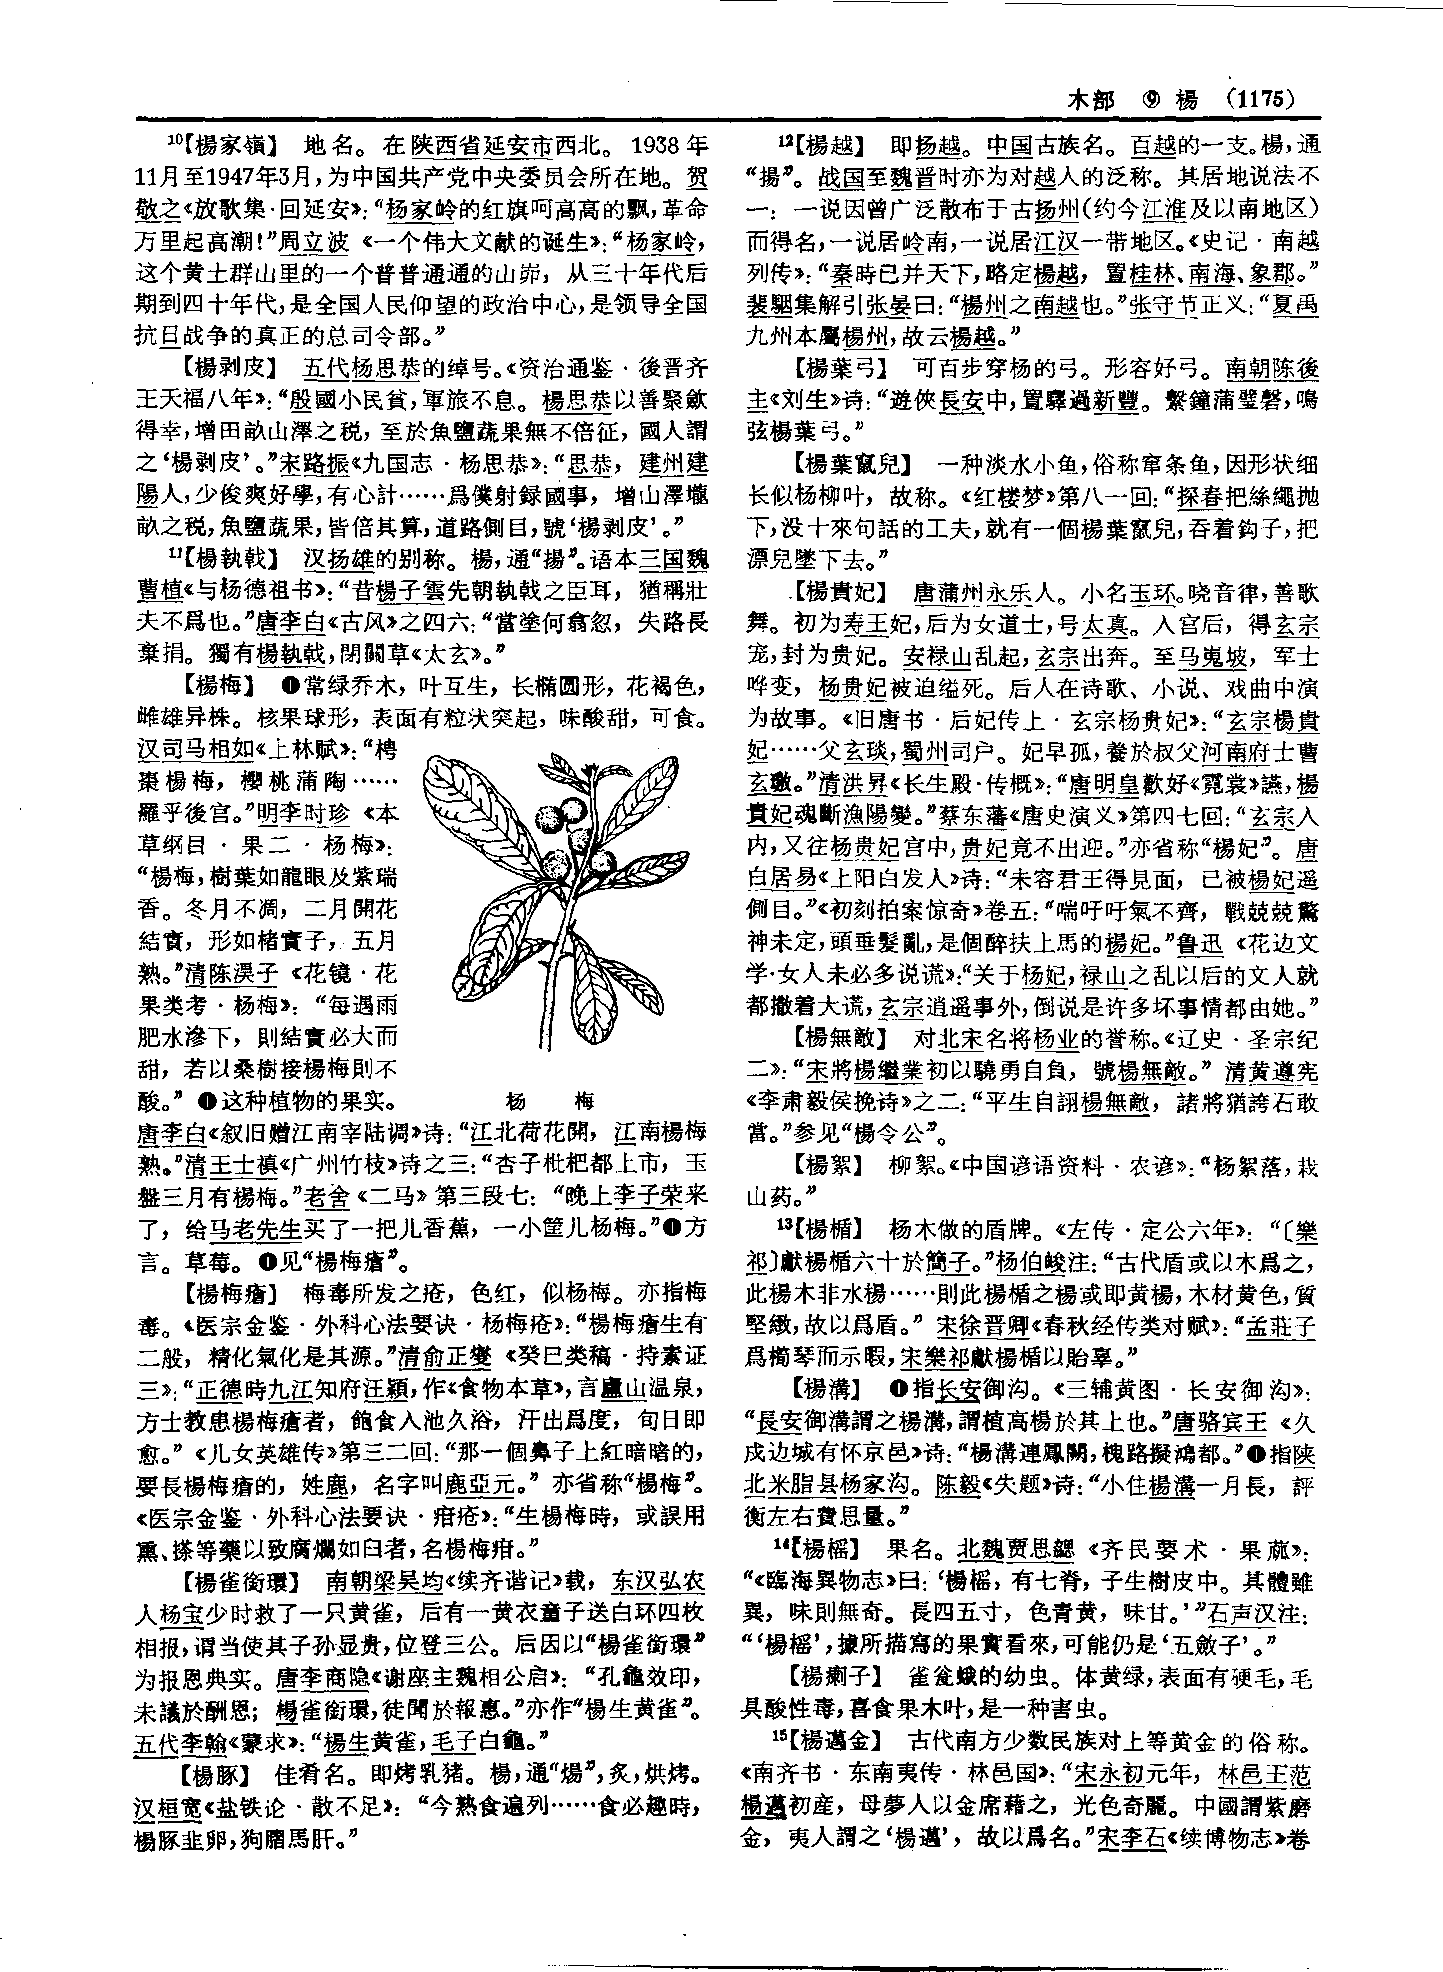 木部 ⑨ 楊 (1175)
¹⁰【楊家嶺】 地名。在陕西省延安市西北。1938年
11月至1947年3月,为中国共产党中央委员会所在地。贺
敬之《放歌集·回延安》:“杨家岭的红旗呵高高的飘,革命
万里起高潮!”周立波《一个伟大文献的诞生》:“杨家岭,
这个黄土群山里的一个普普通通的山峁,从三十年代后
期到四十年代,是全国人民仰望的政治中心,是领导全国
抗日战争的真正的总司令部。”
【楊剥皮】 五代杨思恭的绰号。《资治通鉴·後晋齐
王天福八年》:“殷國小民貧,軍旅不息。楊思恭以善聚斂
得幸,增田畝山澤之税,至於魚鹽蔬果無不倍征,國人謂
之‘楊剥皮’。”宋路振《九国志·杨思恭》:“思恭,建州建
陽人,少俊爽好學,有心計……爲僕射録國事,增山澤壠
畝之税,魚鹽蔬果,皆倍其算,道路側目,號‘楊剥皮’。”
¹¹【楊執戟】 汉扬雄的别称。楊,通“揚”。语本三国魏
曹植《与杨德祖书》:“昔楊子雲先朝執戟之臣耳,猶稱壯
夫不爲也。”唐李白《古风》之四六:“當塗何翕忽,失路長
棄捐。獨有楊執戟,閉關草《太玄》。”
【楊梅】 ❶常绿乔木,叶互生,长椭圆形,花褐色,
雌雄异株。核果球形,表面有粒状突起,味酸甜,可食。
汉司马相如《上林赋》:“梬
棗楊梅,櫻桃蒲陶……
羅乎後宫。”明李时珍《本
草纲目·果二·杨梅》:
“楊梅,樹葉如龍眼及紫瑞
香。冬月不凋,二月開花
結實,形如楮實子,五月
熟。”清陈淏子《花镜·花
果类考·杨梅》:“每遇雨
肥水滲下,則結實必大而
甜,若以桑樹接楊梅則不
酸。”❶这种植物的果实。
杨 梅
唐李白《叙旧赠江南宰陆调》诗:“江北荷花開,江南楊梅
熟。”清王士禛《广州竹枝》诗之三:“杏子枇杷都上市,玉
盤三月有楊梅。”老舍《二马》第三段七:“晚上李子荣来
了,给马老先生买了一把儿香蕉,一小筐儿杨梅。”❶方
言。草莓。❶见“楊梅瘡”。
【楊梅瘡】 梅毒所发之疮,色红,似杨梅。亦指梅
毒。《医宗金鉴·外科心法要诀·杨梅疮》:“楊梅瘡生有
二般,精化氣化是其源。”清俞正燮《癸巳类稿·持素证
三》:“正德時九江知府汪穎,作《食物本草》,言廬山温泉,
方士教患楊梅瘡者,飽食入池久浴,汗出爲度,旬日即
愈。”《儿女英雄传》第三二回:“那一個鼻子上紅暗暗的,
要長楊梅瘡的,姓鹿,名字叫鹿亞元。”亦省称“楊梅”。
《医宗金鉴·外科心法要诀·疳疮》:“生楊梅時,或誤用
熏、搽等藥以致腐爛如臼者,名楊梅疳。”
【楊雀銜環】 南朝梁吴均《续齐谐记》载,东汉弘农
人杨宝少时救了一只黄雀,后有一黄衣童子送白环四枚
相报,谓当使其子孙显贵,位登三公。后因以“楊雀銜環”
为报恩典实。唐李商隐《谢座主魏相公启》:“孔龜效印,
未議於酬恩;楊雀銜環,徒聞於報惠。”亦作“楊生黄雀”。
五代李翰《蒙求》:“楊生黄雀,毛子白龜。”
【楊豚】 佳肴名。即烤乳猪。楊,通“煬”,炙,烘烤。
汉桓宽《盐铁论·散不足》:“今熟食遍列……食必趣時,
楊豚韭卵,狗䐑馬肝。”
¹²【楊越】 即扬越。中国古族名。百越的一支。楊,通
“揚”。战国至魏晋时亦为对越人的泛称。其居地说法不
一:一说因曾广泛散布于古扬州(约今江淮及以南地区)
而得名,一说居岭南,一说居江汉一带地区。《史记·南越
列传》:“秦時已并天下,略定楊越,置桂林、南海、象郡。”
裴駰集解引张晏曰:“楊州之南越也。”张守节正义:“夏禹
九州本屬楊州,故云楊越。”
【楊葉弓】 可百步穿杨的弓。形容好弓。南朝陈後
主《刘生》诗:“遊俠長安中,置驛過新豐。繫鐘蒲璧磬,鳴
弦楊葉弓。”
【楊葉竄兒】 一种淡水小鱼,俗称窜条鱼,因形状细
长似杨柳叶,故称。《红楼梦》第八一回:“探春把絲繩抛
下,没十來句話的工夫,就有一個楊葉竄兒,吞着鈎子,把
漂兒墜下去。”
【楊貴妃】 唐蒲州永乐人。小名玉环。晓音律,善歌
舞。初为寿王妃,后为女道士,号太真。入宫后,得玄宗
宠,封为贵妃。安禄山乱起,玄宗出奔。至马嵬坡,军士
哗变,杨贵妃被迫缢死。后人在诗歌、小说、戏曲中演
为故事。《旧唐书·后妃传上·玄宗杨贵妃》:“玄宗楊貴
妃……父玄琰,蜀州司户。妃早孤,養於叔父河南府士曹
玄璬。”清洪昇《长生殿·传概》:“唐明皇歡好《霓裳》讌,楊
貴妃魂斷漁陽變。”蔡东藩《唐史演义》第四七回:“玄宗入
内,又往杨贵妃宫中,贵妃竟不出迎。”亦省称“楊妃”。唐
白居易《上阳白发人》诗:“未容君王得見面,已被楊妃遥
側目。”《初刻拍案惊奇》卷五:“喘吁吁氣不齊,戰兢兢驚
神未定,頭垂髮亂,是個醉扶上馬的楊妃。”鲁迅《花边文
学·女人未必多说谎》:“关于杨妃,禄山之乱以后的文人就
都撒着大谎,玄宗逍遥事外,倒说是许多坏事情都由她。”
【楊無敵】 对北宋名将杨业的誉称。《辽史·圣宗纪
二》:“宋將楊繼業初以驍勇自負,號楊無敵。”清黄遵宪
《李肃毅侯挽诗》之二:“平生自詡楊無敵,諸將猶誇石敢
當。”参见“楊令公”。
【楊絮】 柳絮。《中国谚语资料·农谚》:“杨絮落,栽
山药。”
¹³【楊楯】 杨木做的盾牌。《左传·定公六年》:“〔樂
祁〕獻楊楯六十於簡子。”杨伯峻注:“古代盾或以木爲之,
此楊木非水楊……則此楊楯之楊或即黄楊,木材黄色,質
堅緻,故以爲盾。”宋徐晋卿《春秋经传类对赋》:“孟莊子
爲橁琴而示暇,宋樂祁獻楊楯以貽辜。”
【楊溝】 ❶指长安御沟。《三辅黄图·长安御沟》:
“長安御溝謂之楊溝,謂植高楊於其上也。”唐骆宾王《久
戍边城有怀京邑》诗:“楊溝連鳳闕,槐路擬鴻都。”❶指陕
北米脂县杨家沟。陈毅《失题》诗:“小住楊溝一月長,評
衡左右費思量。”
¹⁴【楊榣】 果名。北魏贾思勰《齐民要术·果蓏》:
“《臨海異物志》曰:‘楊榣,有七脊,子生樹皮中。其體雖
異,味則無奇。長四五寸,色青黄,味甘。’”石声汉注:
“‘楊榣’,據所描寫的果實看來,可能仍是‘五斂子’。”
【楊瘌子】 雀瓮蛾的幼虫。体黄绿,表面有硬毛,毛
具酸性毒,喜食果木叶,是一种害虫。
¹⁵【楊邁金】 古代南方少数民族对上等黄金的俗称。
《南齐书·东南夷传·林邑国》:“宋永初元年,林邑王范
楊邁初産,母夢人以金席藉之,光色奇麗。中國謂紫磨
金,夷人謂之‘楊邁’,故以爲名。”宋李石《续博物志》卷